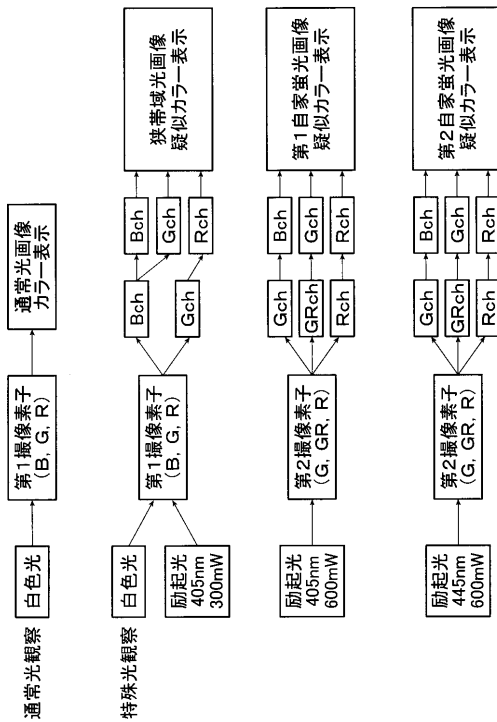 通常光観察
白色光
第1撮像素子
(B, G, R)
通常光画像
カラー表示
特殊光観察
白色光
励起光
405nm
300mW
第1撮像素子
(B, G, R)
Bch
Gch
Bch
Gch
Rch
狭帯域光画像
疑似カラー表示
励起光
405nm
600mW
第2撮像素子
(G, GR, R)
Gch
GRch
Rch
Bch
Gch
Rch
第1自家蛍光画像
疑似カラー表示
励起光
445nm
600mW
第2撮像素子
(G, GR, R)
Gch
GRch
Rch
Bch
Gch
Rch
第2自家蛍光画像
疑似カラー表示